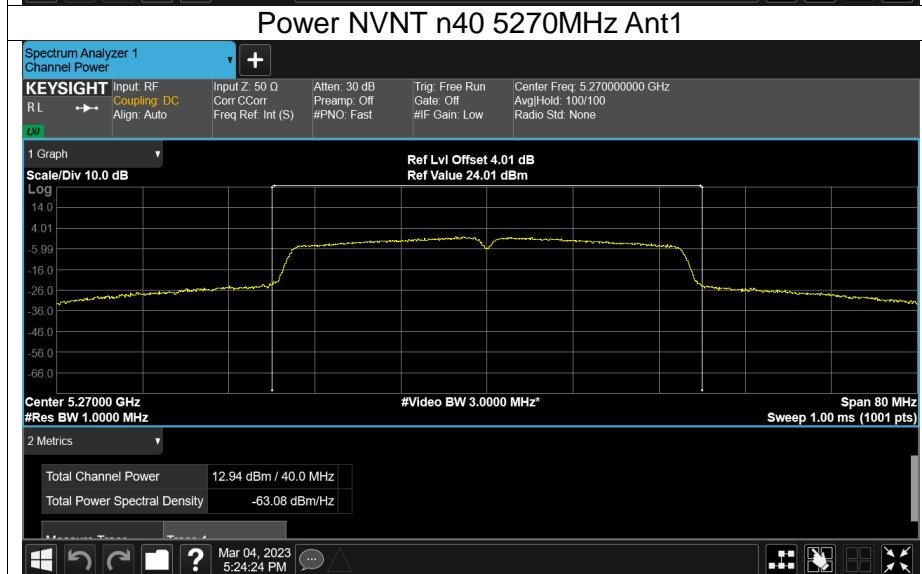 Power NVNT n40 5270MHz Ant1
Spectrum Analyzer 1
Channel Power
KEYSIGHT Input: RF Input Z: 50 Ω Atten: 30 dB Trig: Free Run Center Freq: 5.270000000 GHz
RL Coupling: DC Corr CCorr Preamp: Off Gate: Off Avg|Hold: 100/100
Align: Auto Freq Ref: Int (S) #PNO: Fast #IF Gain: Low Radio Std: None
LXI
1 Graph
Ref Lvl Offset 4.01 dB
Scale/Div 10.0 dB Ref Value 24.01 dBm
Log
14.0
4.01
-5.99
-16.0
-26.0
-36.0
-46.0
-56.0
-66.0
Center 5.27000 GHz #Video BW 3.0000 MHz* Span 80 MHz
#Res BW 1.0000 MHz Sweep 1.00 ms (1001 pts)
2 Metrics
Total Channel Power 12.94 dBm / 40.0 MHz
Total Power Spectral Density -63.08 dBm/Hz
Mar 04, 2023
5:24:24 PM